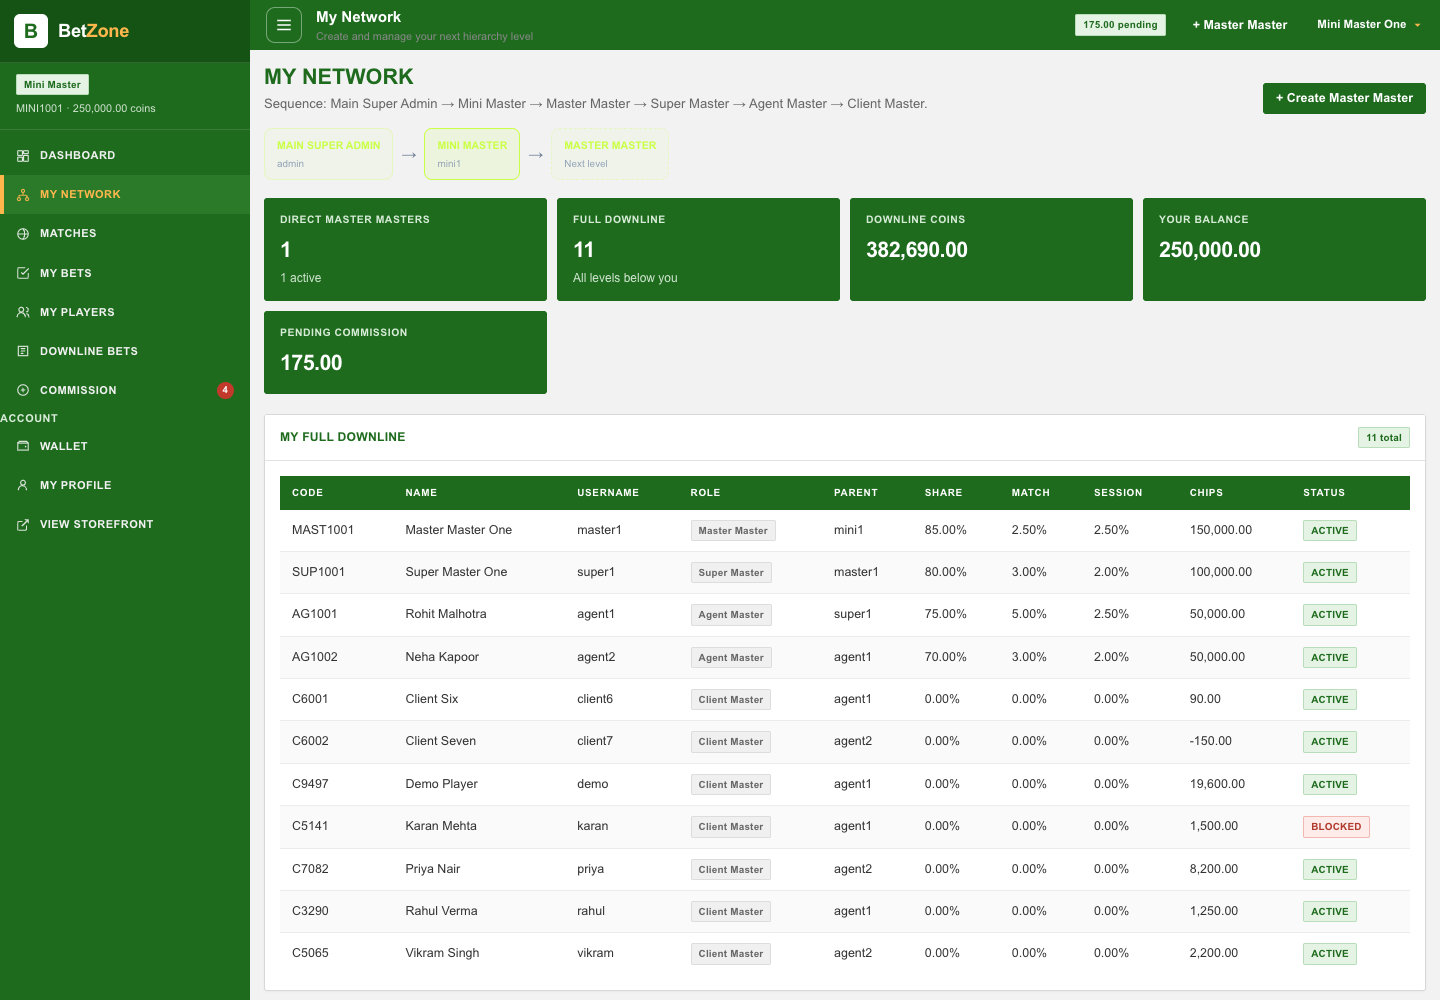 B BetZone
Mini Master
MINI1001 · 250,000.00 coins
DASHBOARD
MY NETWORK
MATCHES
MY BETS
MY PLAYERS
DOWNLINE BETS
COMMISSION 4
ACCOUNT
WALLET
MY PROFILE
VIEW STOREFRONT
My Network
Create and manage your next hierarchy level
175.00 pending
+ Master Master
Mini Master One
MY NETWORK
Sequence: Main Super Admin → Mini Master → Master Master → Super Master → Agent Master → Client Master.
+ Create Master Master
MAIN SUPER ADMIN
admin
→
MINI MASTER
mini1
→
MASTER MASTER
Next level
DIRECT MASTER MASTERS
1
1 active
FULL DOWNLINE
11
All levels below you
DOWNLINE COINS
382,690.00
YOUR BALANCE
250,000.00
PENDING COMMISSION
175.00
MY FULL DOWNLINE
11 total
CODE NAME USERNAME ROLE PARENT SHARE MATCH SESSION CHIPS STATUS
MAST1001 Master Master One master1 Master Master mini1 85.00% 2.50% 2.50% 150,000.00 ACTIVE
SUP1001 Super Master One super1 Super Master master1 80.00% 3.00% 2.00% 100,000.00 ACTIVE
AG1001 Rohit Malhotra agent1 Agent Master super1 75.00% 5.00% 2.50% 50,000.00 ACTIVE
AG1002 Neha Kapoor agent2 Agent Master agent1 70.00% 3.00% 2.00% 50,000.00 ACTIVE
C6001 Client Six client6 Client Master agent1 0.00% 0.00% 0.00% 90.00 ACTIVE
C6002 Client Seven client7 Client Master agent2 0.00% 0.00% 0.00% -150.00 ACTIVE
C9497 Demo Player demo Client Master agent1 0.00% 0.00% 0.00% 19,600.00 ACTIVE
C5141 Karan Mehta karan Client Master agent1 0.00% 0.00% 0.00% 1,500.00 BLOCKED
C7082 Priya Nair priya Client Master agent2 0.00% 0.00% 0.00% 8,200.00 ACTIVE
C3290 Rahul Verma rahul Client Master agent1 0.00% 0.00% 0.00% 1,250.00 ACTIVE
C5065 Vikram Singh vikram Client Master agent2 0.00% 0.00% 0.00% 2,200.00 ACTIVE